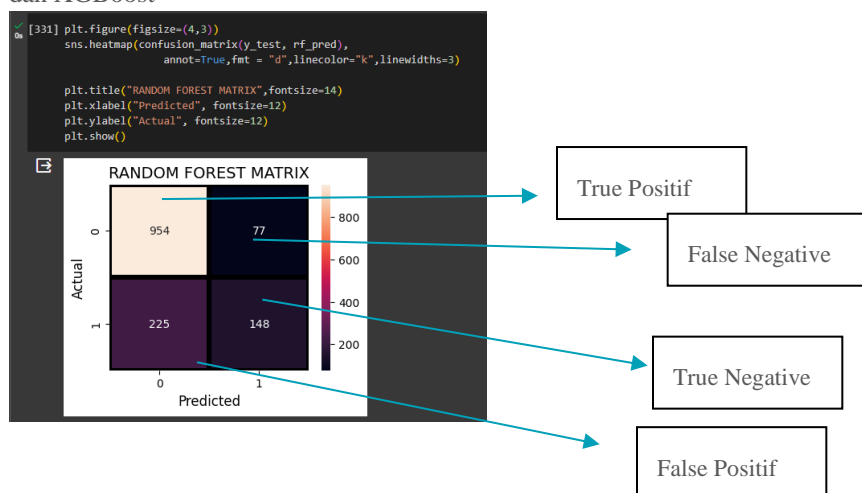 dan XGBoost
[331] plt.figure(figsize=(4,3))
sns.heatmap(confusion_matrix(y_test, rf_pred),
annot=True,fmt = "d",linecolor="k",linewidths=3)
plt.title("RANDOM FOREST MATRIX",fontsize=14)
plt.xlabel("Predicted", fontsize=12)
plt.ylabel("Actual", fontsize=12)
plt.show()
0s
RANDOM FOREST MATRIX
Actual
0
954
77
1
225
148
0
1
Predicted
800
600
400
200
True Positif
False Negative
True Negative
False Positif